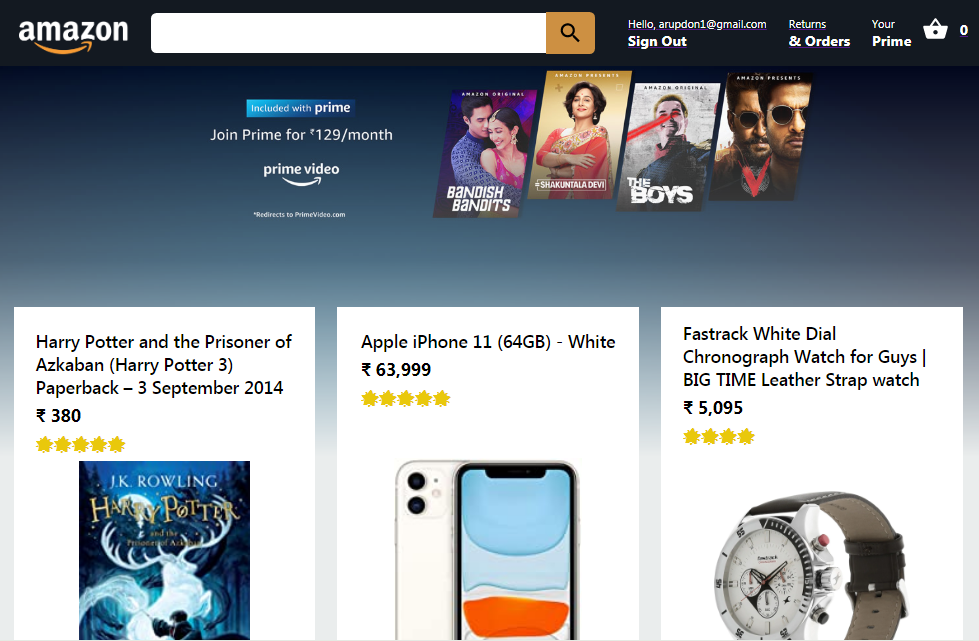 amazon
Hello, arupdon1@gmail.com
Sign Out
Returns
& Orders
Your
Prime
0
Included with prime
Join Prime for ₹129/month
prime video
*Redirects to PrimeVideo.com
AMAZON ORIGINAL
BANDISH
BANDITS
AMAZON PRESENTS
#SHAKUNTALA DEVI
AMAZON ORIGINAL
THE
BOYS
AMAZON PRESENTS
V
Harry Potter and the Prisoner of
Azkaban (Harry Potter 3)
Paperback – 3 September 2014
₹ 380
J.K. ROWLING
HARRY POTTER
and the
Prisoner of Azkaban
Apple iPhone 11 (64GB) - White
₹ 63,999
Fastrack White Dial
Chronograph Watch for Guys |
BIG TIME Leather Strap watch
₹ 5,095